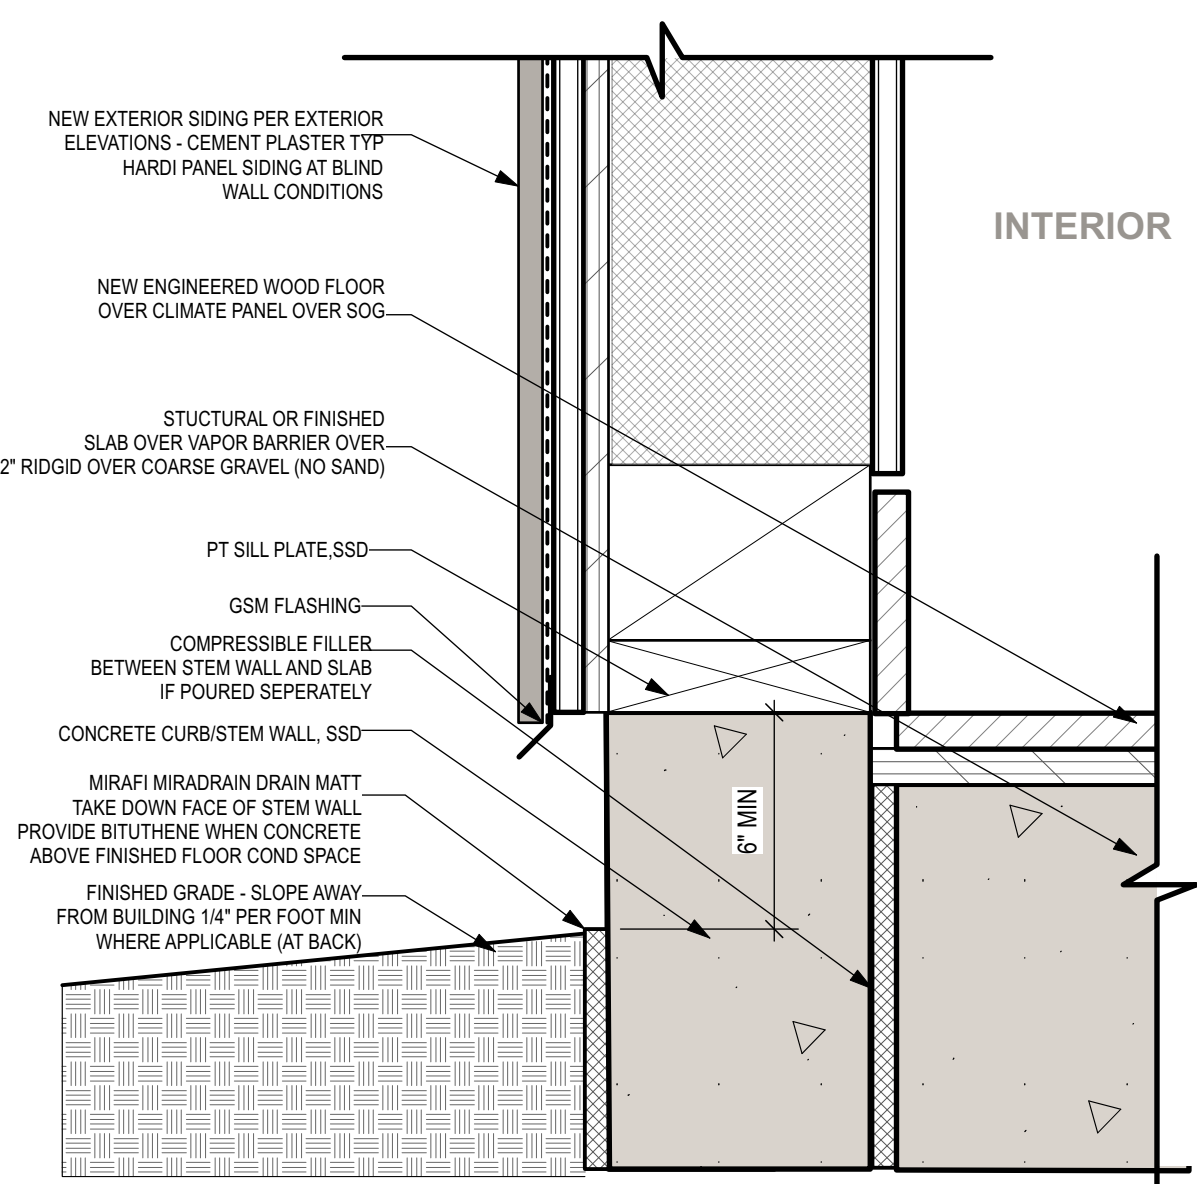 NEW EXTERIOR SIDING PER EXTERIOR
ELEVATIONS - CEMENT PLASTER TYP
HARDI PANEL SIDING AT BLIND
WALL CONDITIONS
INTERIOR
NEW ENGINEERED WOOD FLOOR
OVER CLIMATE PANEL OVER SOG
STUCTURAL OR FINISHED
SLAB OVER VAPOR BARRIER OVER
2" RIDGID OVER COARSE GRAVEL (NO SAND)
PT SILL PLATE,SSD
GSM FLASHING
COMPRESSIBLE FILLER
BETWEEN STEM WALL AND SLAB
IF POURED SEPERATELY
CONCRETE CURB/STEM WALL, SSD
MIRAFI MIRADRAIN DRAIN MATT
TAKE DOWN FACE OF STEM WALL
PROVIDE BITUTHENE WHEN CONCRETE
ABOVE FINISHED FLOOR COND SPACE
6" MIN
FINISHED GRADE - SLOPE AWAY
FROM BUILDING 1/4" PER FOOT MIN
WHERE APPLICABLE (AT BACK)